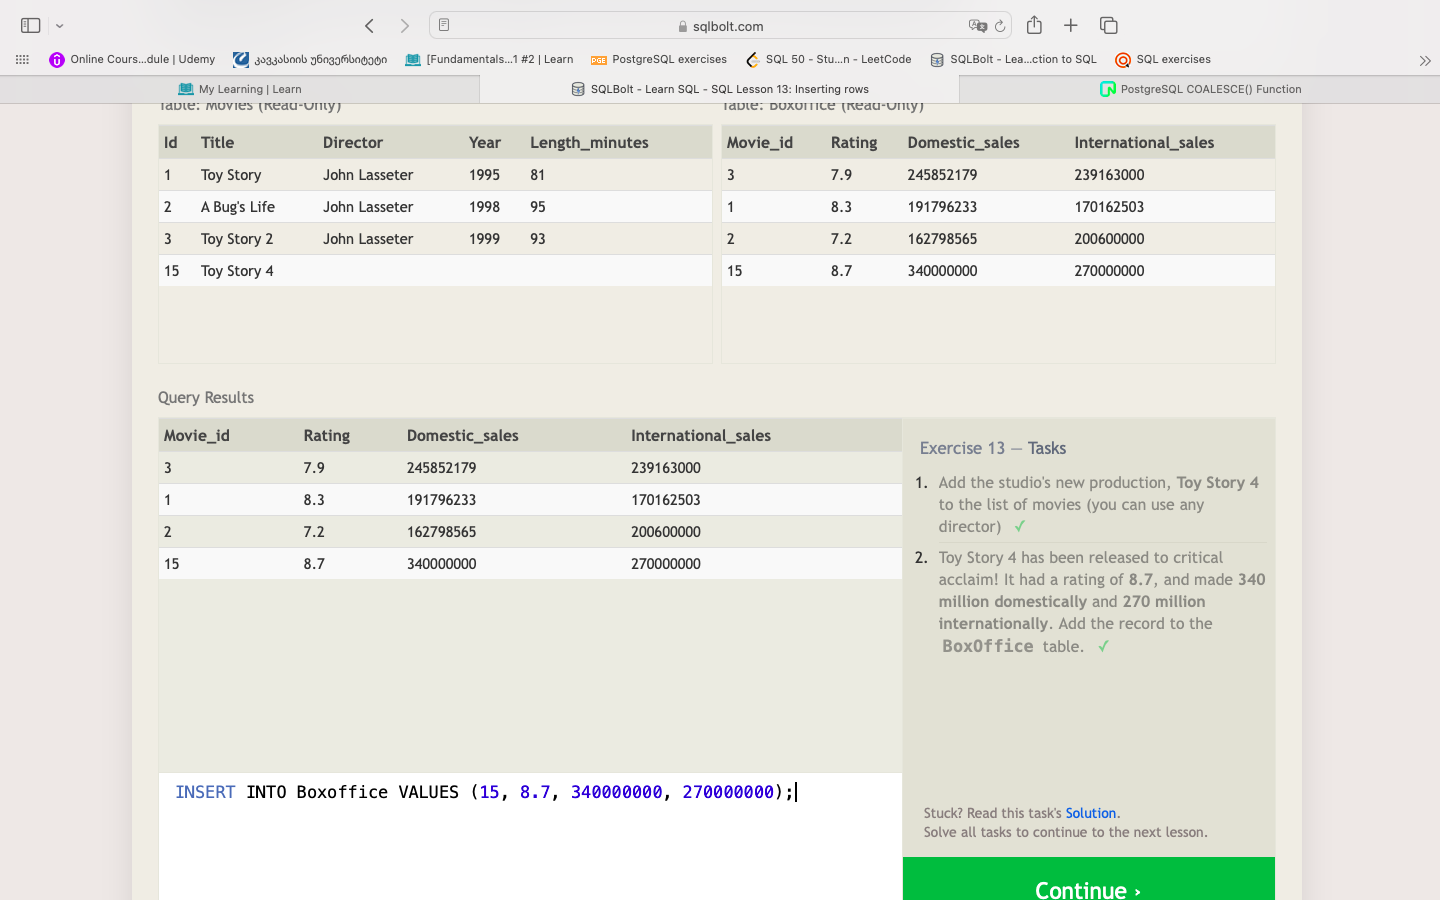 sqlbolt.com
Online Cours...dule | Udemy
კავკასიის უნივერსიტეტი
[Fundamentals...1 #2 | Learn
PGE PostgreSQL exercises
SQL 50 - Stu...n - LeetCode
SQLBolt - Lea...ction to SQL
SQL exercises
My Learning | Learn
SQLBolt - Learn SQL - SQL Lesson 13: Inserting rows
PostgreSQL COALESCE() Function
Table: Movies (Read-Only)
Table: Boxoffice (Read-Only)
Id Title Director Year Length_minutes
1 Toy Story John Lasseter 1995 81
2 A Bug's Life John Lasseter 1998 95
3 Toy Story 2 John Lasseter 1999 93
15 Toy Story 4
Movie_id Rating Domestic_sales International_sales
3 7.9 245852179 239163000
1 8.3 191796233 170162503
2 7.2 162798565 200600000
15 8.7 340000000 270000000
Query Results
Movie_id Rating Domestic_sales International_sales
3 7.9 245852179 239163000
1 8.3 191796233 170162503
2 7.2 162798565 200600000
15 8.7 340000000 270000000
INSERT INTO Boxoffice VALUES (15, 8.7, 340000000, 270000000);
Exercise 13 — Tasks
1. Add the studio's new production, Toy Story 4
to the list of movies (you can use any
director) ✓
2. Toy Story 4 has been released to critical
acclaim! It had a rating of 8.7, and made 340
million domestically and 270 million
internationally. Add the record to the
BoxOffice table. ✓
Stuck? Read this task's Solution.
Solve all tasks to continue to the next lesson.
Continue ›